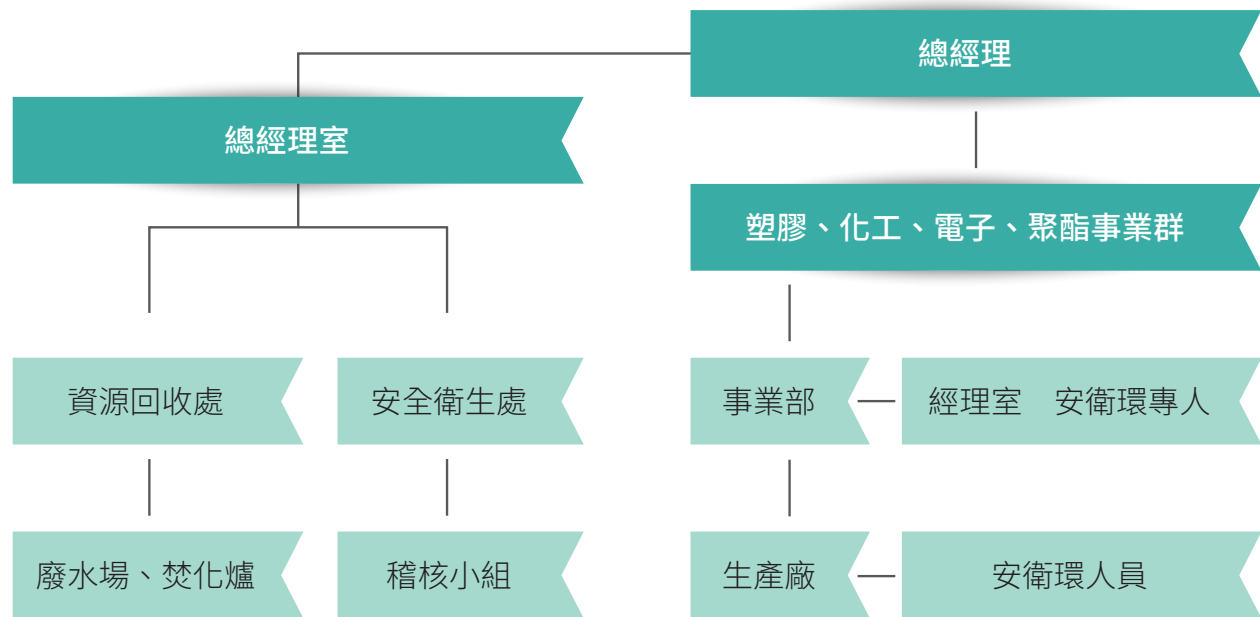 總經理
總經理室
塑膠、化工、電子、聚酯事業群
資源回收處
安全衛生處
事業部
經理室　安衛環專人
廢水場、焚化爐
稽核小組
生產廠
安衛環人員